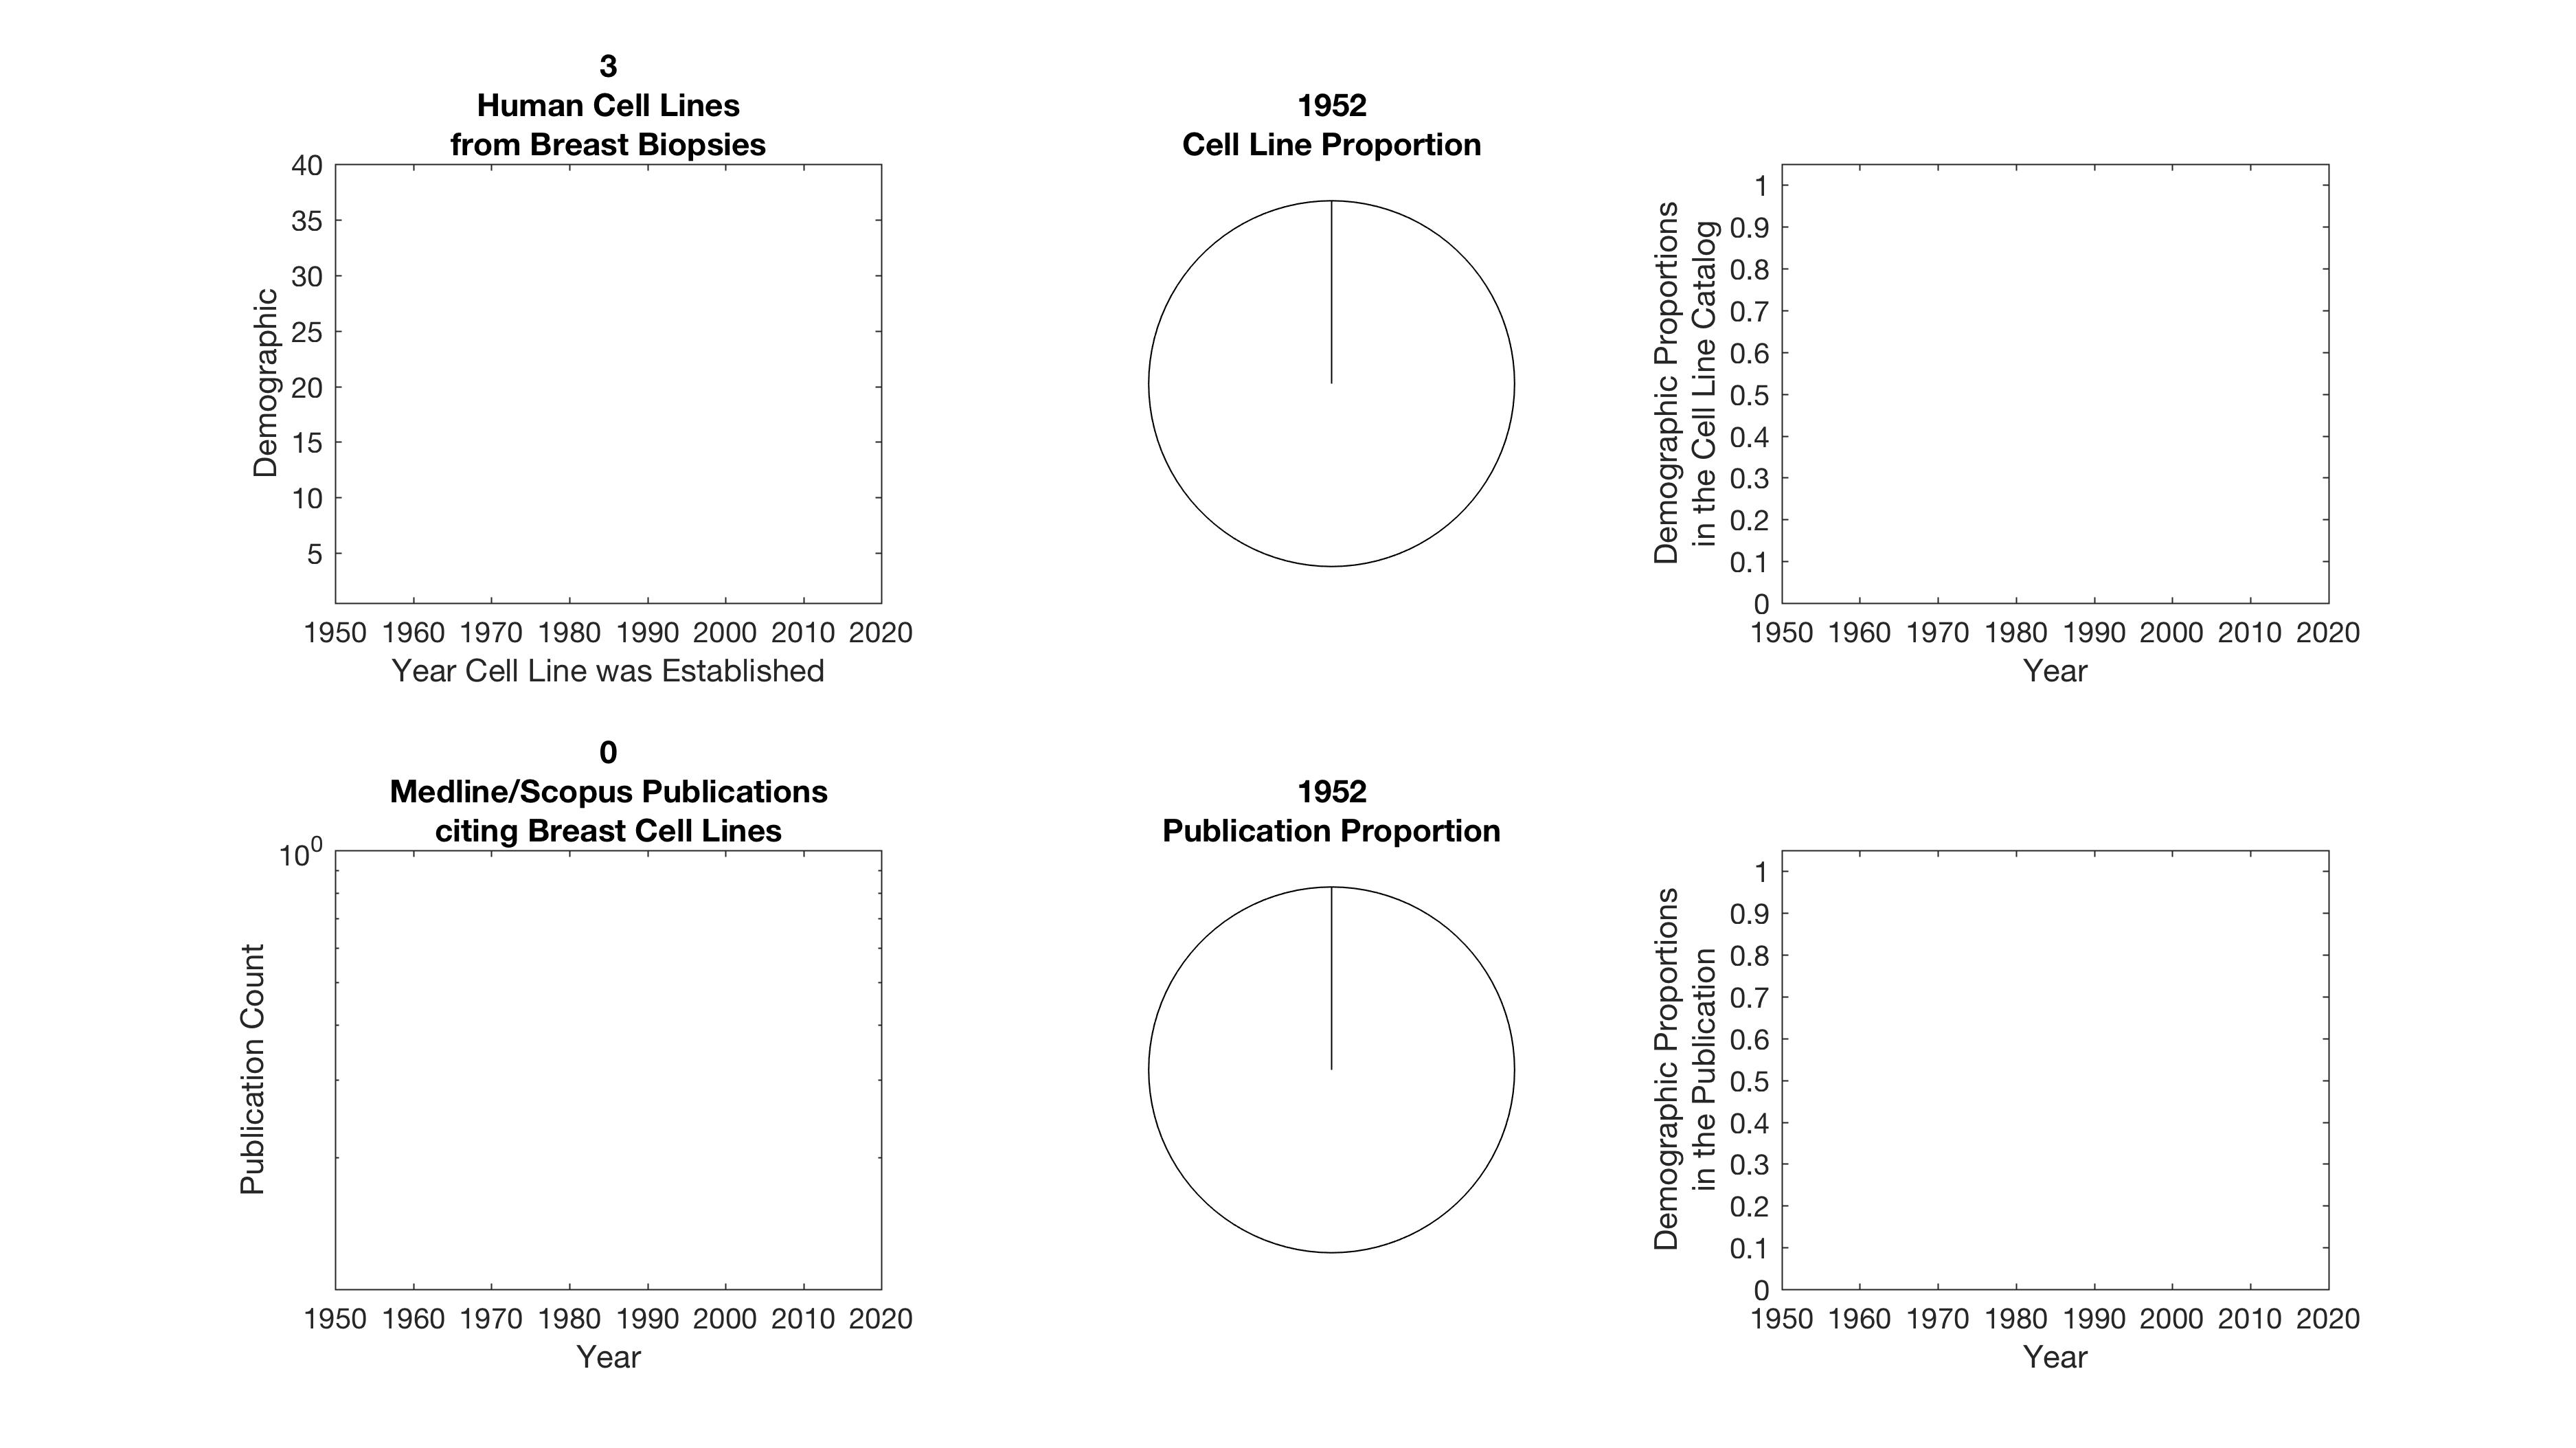 3
Human Cell Lines
from Breast Biopsies
40
35
30
25
20
15
10
5
Demographic
1950 1960 1970 1980 1990 2000 2010 2020
Year Cell Line was Established
1952
Cell Line Proportion
Demographic Proportions
in the Cell Line Catalog
1
0.9
0.8
0.7
0.6
0.5
0.4
0.3
0.2
0.1
0
1950 1960 1970 1980 1990 2000 2010 2020
Year
0
Medline/Scopus Publications
citing Breast Cell Lines
10⁰
Publication Count
1950 1960 1970 1980 1990 2000 2010 2020
Year
1952
Publication Proportion
Demographic Proportions
in the Publication
1
0.9
0.8
0.7
0.6
0.5
0.4
0.3
0.2
0.1
0
1950 1960 1970 1980 1990 2000 2010 2020
Year